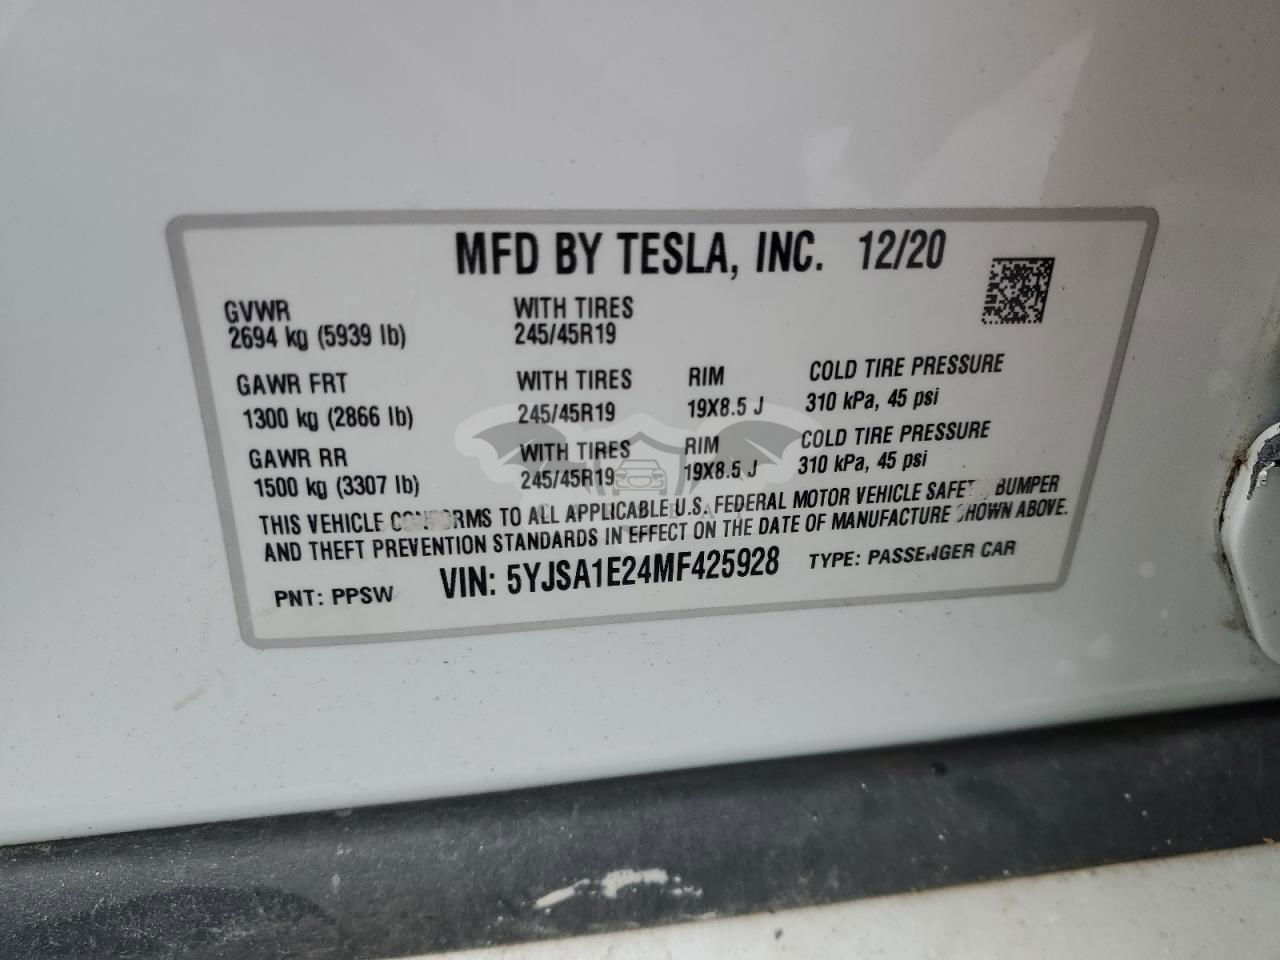 MFD BY TESLA, INC. 12/20
GVWR WITH TIRES
2694 kg (5939 lb) 245/45R19
GAWR FRT WITH TIRES RIM COLD TIRE PRESSURE
1300 kg (2866 lb) 245/45R19 19X8.5 J 310 kPa, 45 psi
GAWR RR WITH TIRES RIM COLD TIRE PRESSURE
1500 kg (3307 lb) 245/45R19 19X8.5 J 310 kPa, 45 psi
THIS VEHICLE CONFORMS TO ALL APPLICABLE U.S. FEDERAL MOTOR VEHICLE SAFETY, BUMPER
AND THEFT PREVENTION STANDARDS IN EFFECT ON THE DATE OF MANUFACTURE SHOWN ABOVE.
PNT: PPSW VIN: 5YJSA1E24MF425928 TYPE: PASSENGER CAR